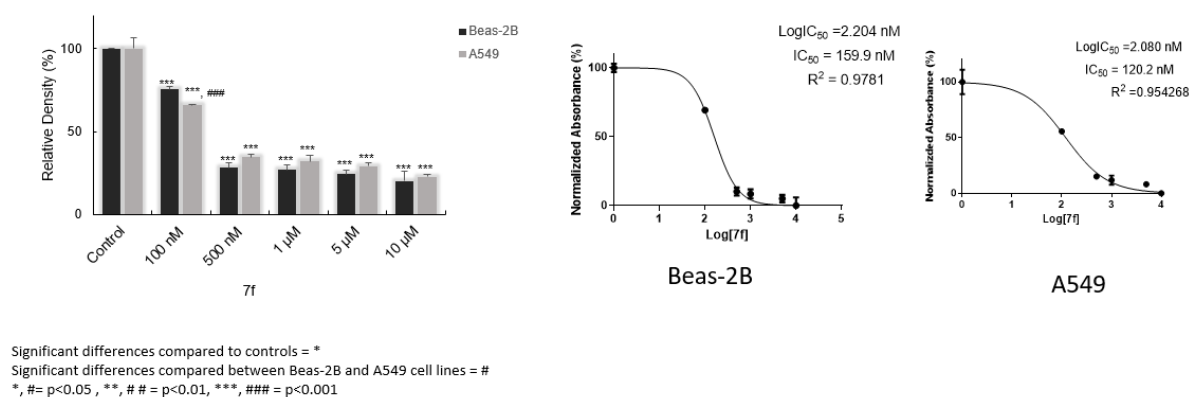 Relative Density (%)
100
50
0
Beas-2B
A549
***
***, ###
***
***
***
***
***
***
***
***
Control
100 nM
500 nM
1 µM
5 µM
10 µM
7f
LogIC50 =2.204 nM
IC50 = 159.9 nM
R2 = 0.9781
Normalizded Absorbance (%)
100
50
0
0 1 2 3 4 5
Log[7f]
Beas-2B
LogIC50 =2.080 nM
IC50 = 120.2 nM
R2 =0.954268
Normalizded Absorbance (%)
100
50
0
0 1 2 3 4
Log[7f]
A549
Significant differences compared to controls = *
Significant differences compared between Beas-2B and A549 cell lines = #
*, #= p<0.05 , **, # # = p<0.01, ***, ### = p<0.001